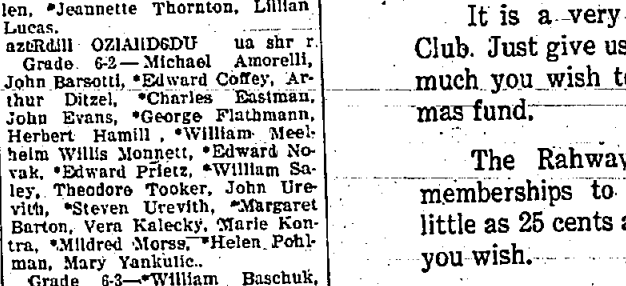 len, *Jeannette Thornton, Lillian
Lucas.
aztRdill OZIAIID6DU ua shr r.
Grade 6-2—Michael Amorelli,
John Barsotti, *Edward Coffey, Ar-
thur Ditzel, *Charles Eastman,
John Evans, *George Flathmann,
Herbert Hamill , *William Meel-
heim Willis Monnett, *Edward No-
vak, *Edward Prietz, *William Sa-
ley, Theodore Tooker, John Ure-
vith, *Steven Urevith, *Margaret
Barton, Vera Kalecky, Marie Kon-
tra, *Mildred Morss, *Helen Pohl-
man, Mary Yankulic..
Grade 6-3—*William Baschuk,
It is a very
Club. Just give us
much you wish t
mas fund.
The Rahway
memberships to
little as 25 cents a
you wish.